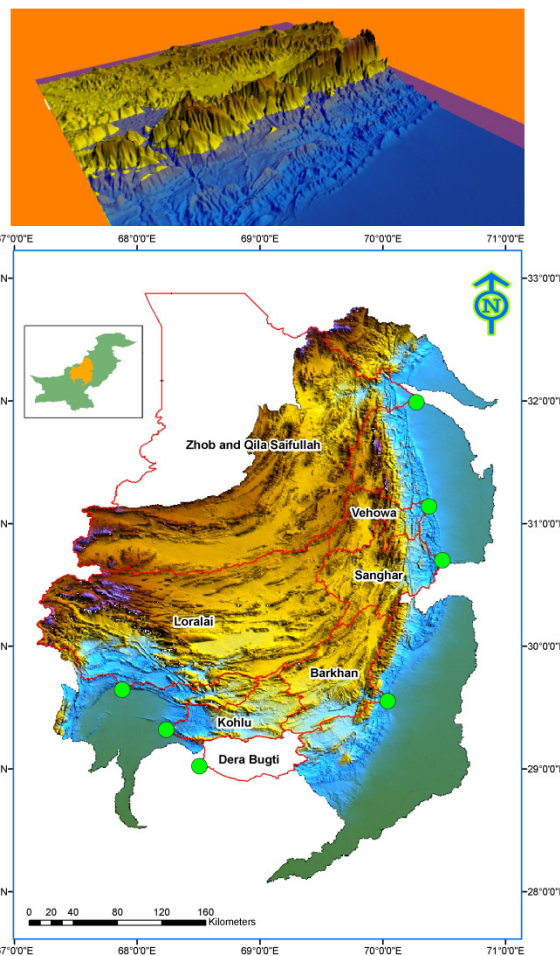 67°0'0"E 68°0'0"E 69°0'0"E 70°0'0"E 71°0'0"E
33°0'0"
N
32°0'0"
Zhob and Qila Saifullah
31°0'0"
Vehowa
Sanghar
30°0'0"
Loralai
Barkhan
Kohlu
Dera Bugti
29°0'0"
28°0'0"
0 10 20 40 80 120 160
Kilometers
68°0'0"E 69°0'0"E 70°0'0"E 71°0'0"E